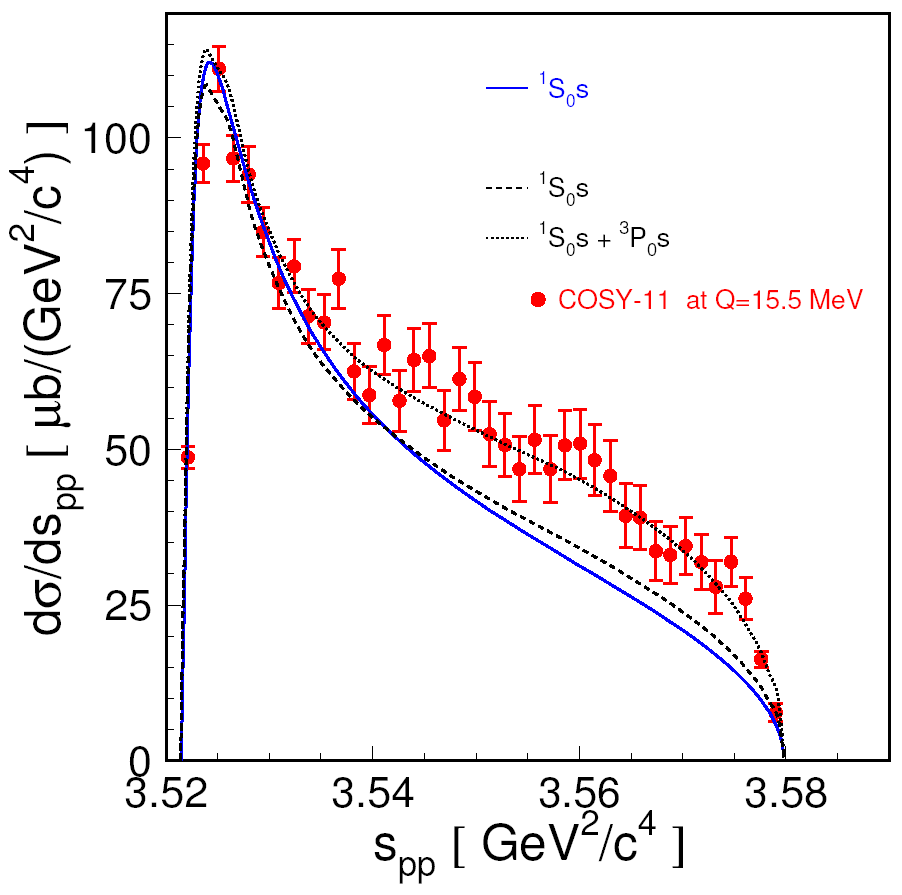 ¹S₀s
¹S₀s
¹S₀s + ³P₀s
COSY-11 at Q=15.5 MeV
dσ/ds_pp [ μb/(GeV²/c⁴) ]
100
75
50
25
0
3.52 3.54 3.56 3.58
s_pp [ GeV²/c⁴ ]